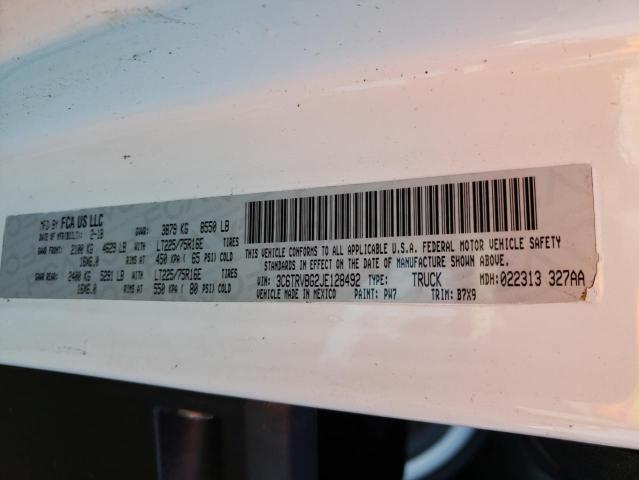 MFD BY FCA US LLC
DATE OF MFR 2-18 GVWR: 3879 KG 8550 LB
GAWR FRONT: 2100 KG 4629 LB WITH LT225/75R16E TIRES
16X6.0 RIMS AT 450 KPA ( 65 PSI) COLD
GAWR REAR: 2400 KG 5291 LB WITH LT225/75R16E TIRES
16X6.0 RIMS AT 550 KPA ( 80 PSI) COLD
THIS VEHICLE CONFORMS TO ALL APPLICABLE U.S.A. FEDERAL MOTOR VEHICLE SAFETY
STANDARDS IN EFFECT ON THE DATE OF MANUFACTURE SHOWN ABOVE.
VIN: 3C6TRVBG2JE128492 TYPE: TRUCK MDH: 022313 327AA
VEHICLE MADE IN MEXICO PAINT: PW7 TRIM: B7X9